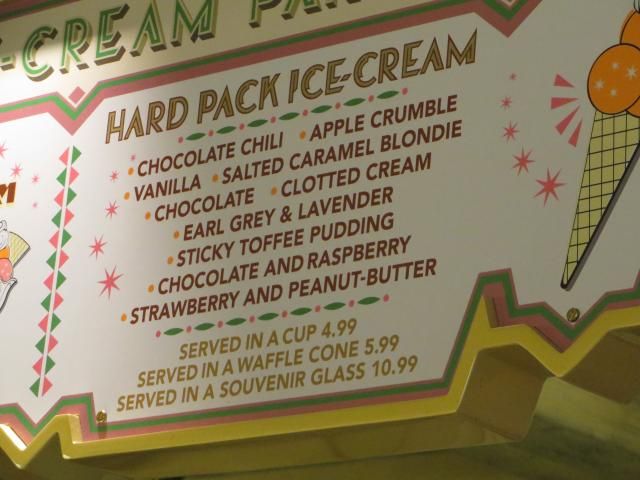 -CREAM PAR
HARD PACK ICE-CREAM
• CHOCOLATE CHILI • APPLE CRUMBLE
• VANILLA • SALTED CARAMEL BLONDIE
• CHOCOLATE • CLOTTED CREAM
• EARL GREY & LAVENDER
• STICKY TOFFEE PUDDING
• CHOCOLATE AND RASPBERRY
• STRAWBERRY AND PEANUT-BUTTER
SERVED IN A CUP 4.99
SERVED IN A WAFFLE CONE 5.99
SERVED IN A SOUVENIR GLASS 10.99